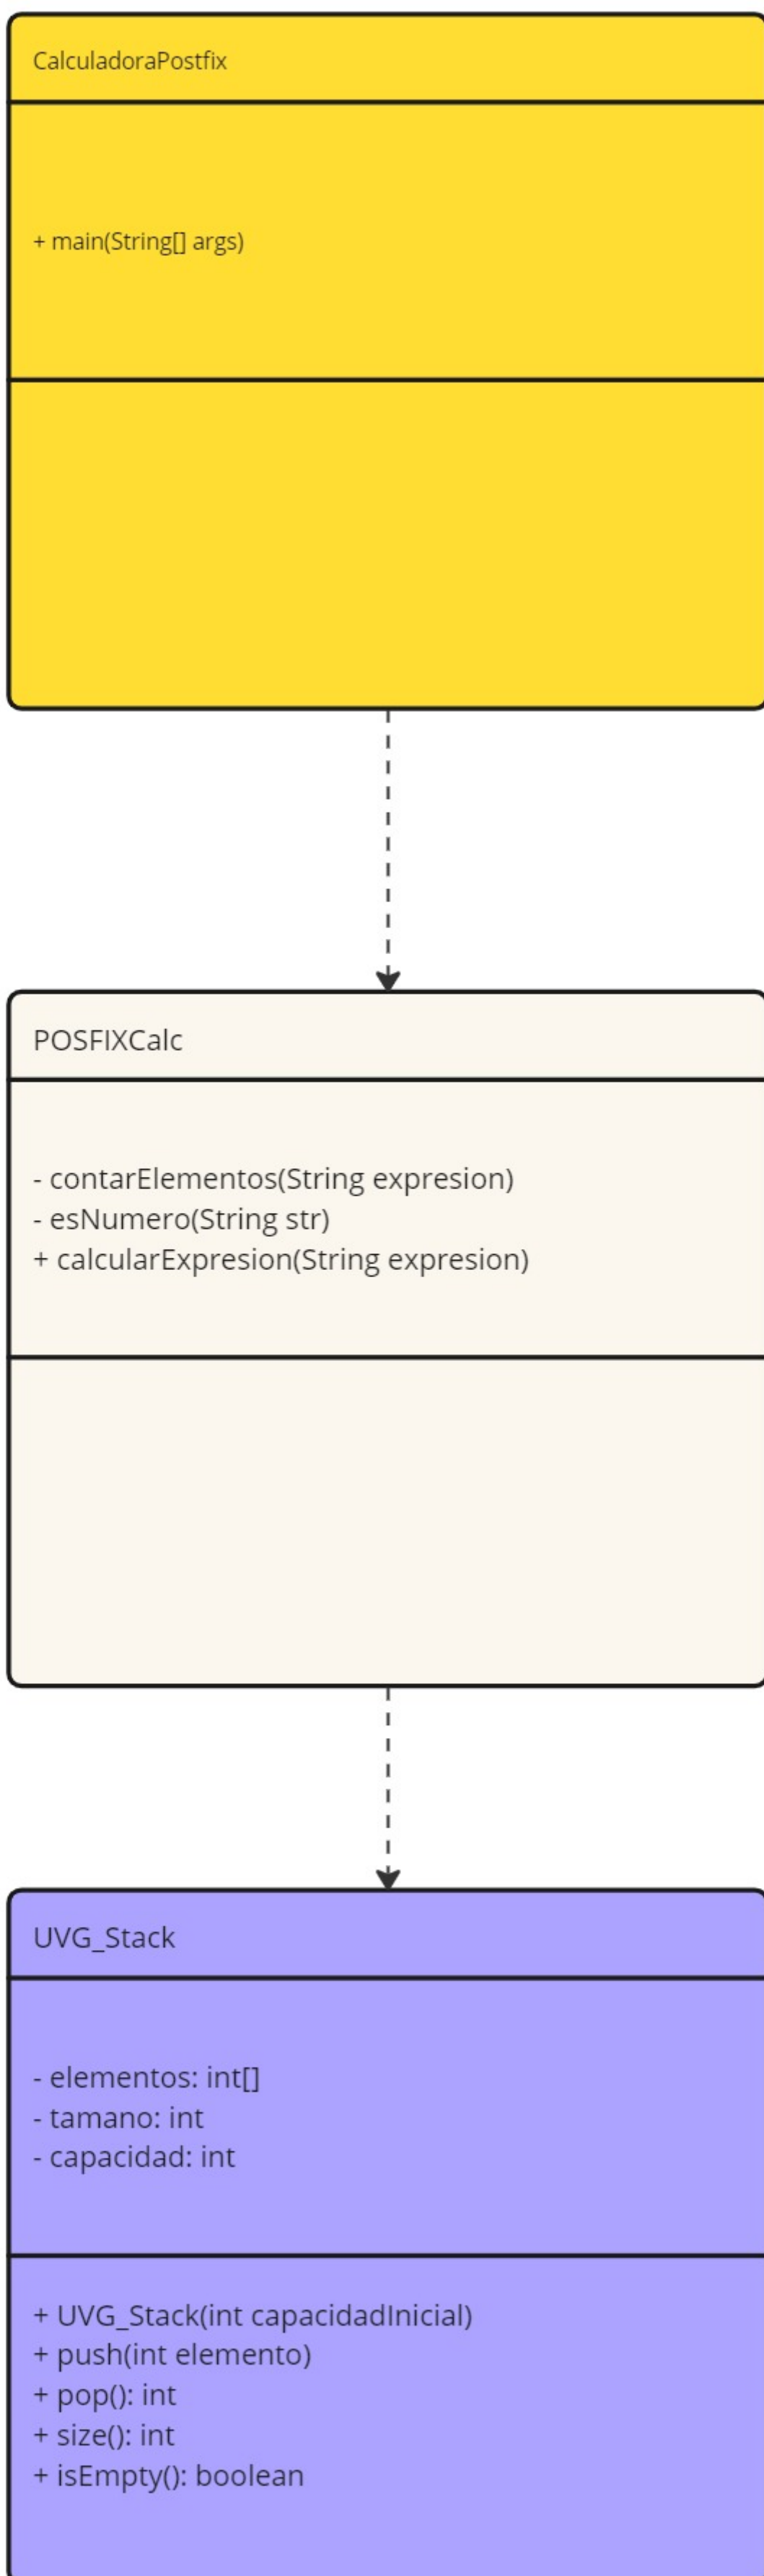 CalculadoraPostfix
+ main(String[] args)
POSFIXCalc
- contarElementos(String expresion)
- esNumero(String str)
+ calcularExpresion(String expresion)
UVG_Stack
- elementos: int[]
- tamano: int
- capacidad: int
+ UVG_Stack(int capacidadInicial)
+ push(int elemento)
+ pop(): int
+ size(): int
+ isEmpty(): boolean